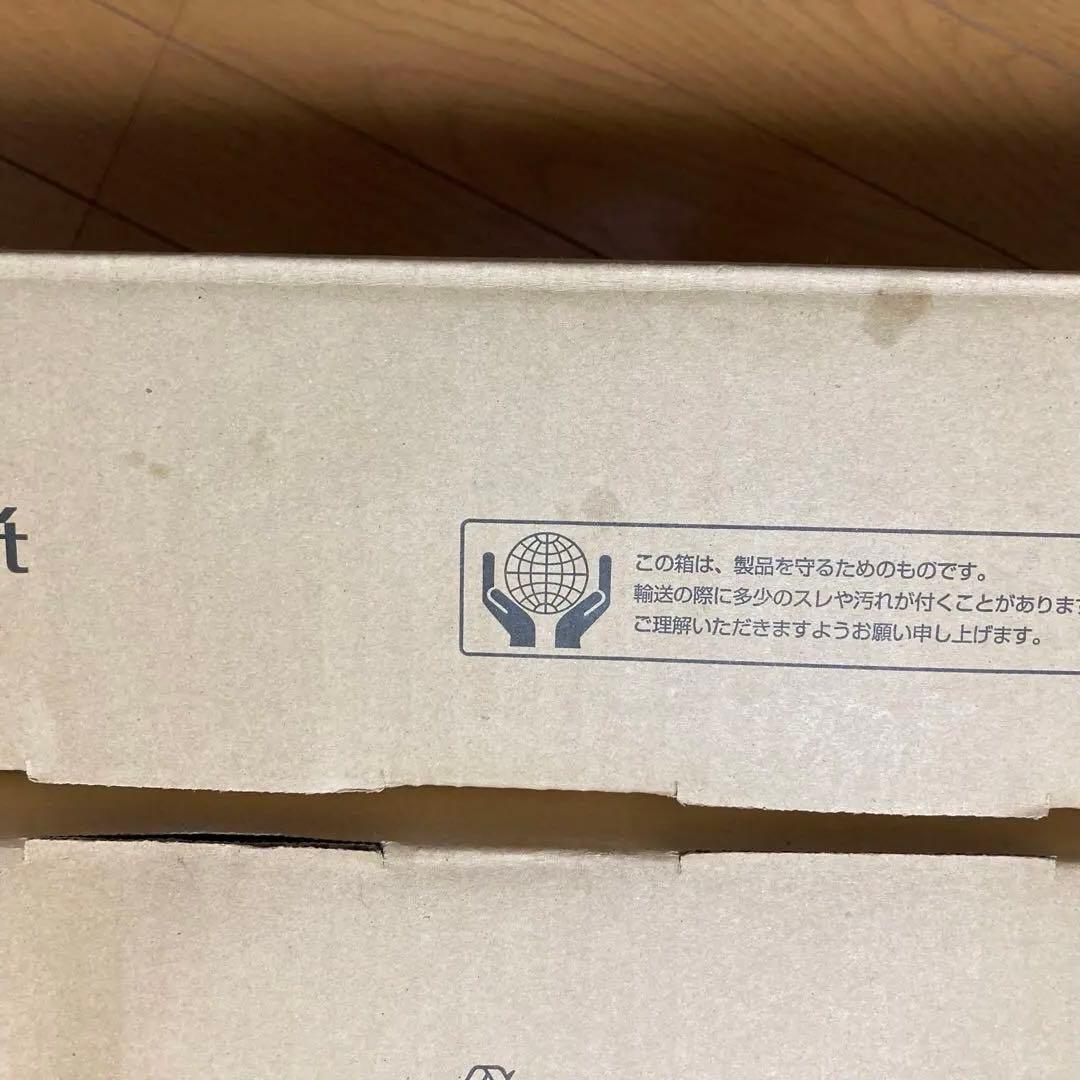 t
この箱は、製品を守るためのものです。
輸送の際に多少のスレや汚れが付くことがありま
ご理解いただきますようお願い申し上げます。